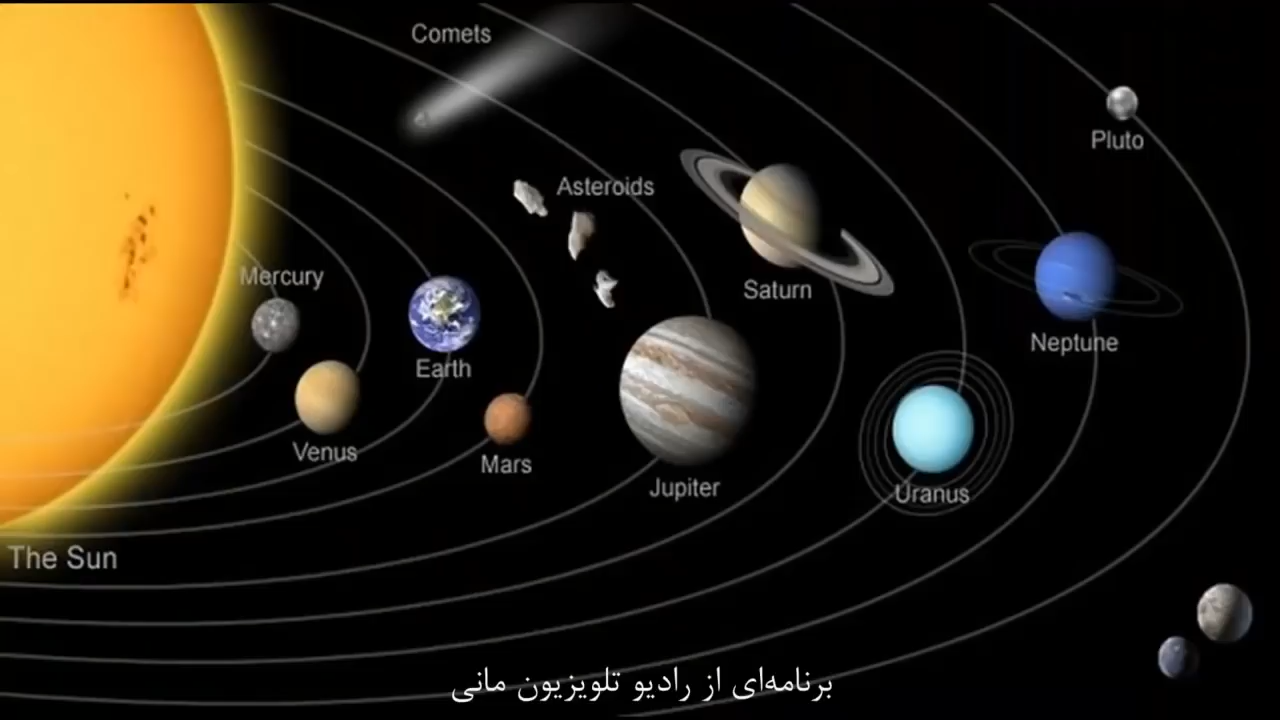 Comets
Pluto
Asteroids
Mercury
Saturn
Neptune
Earth
Venus
Mars
Jupiter
Uranus
The Sun
برنامه‌ای از رادیو تلویزیون مانی